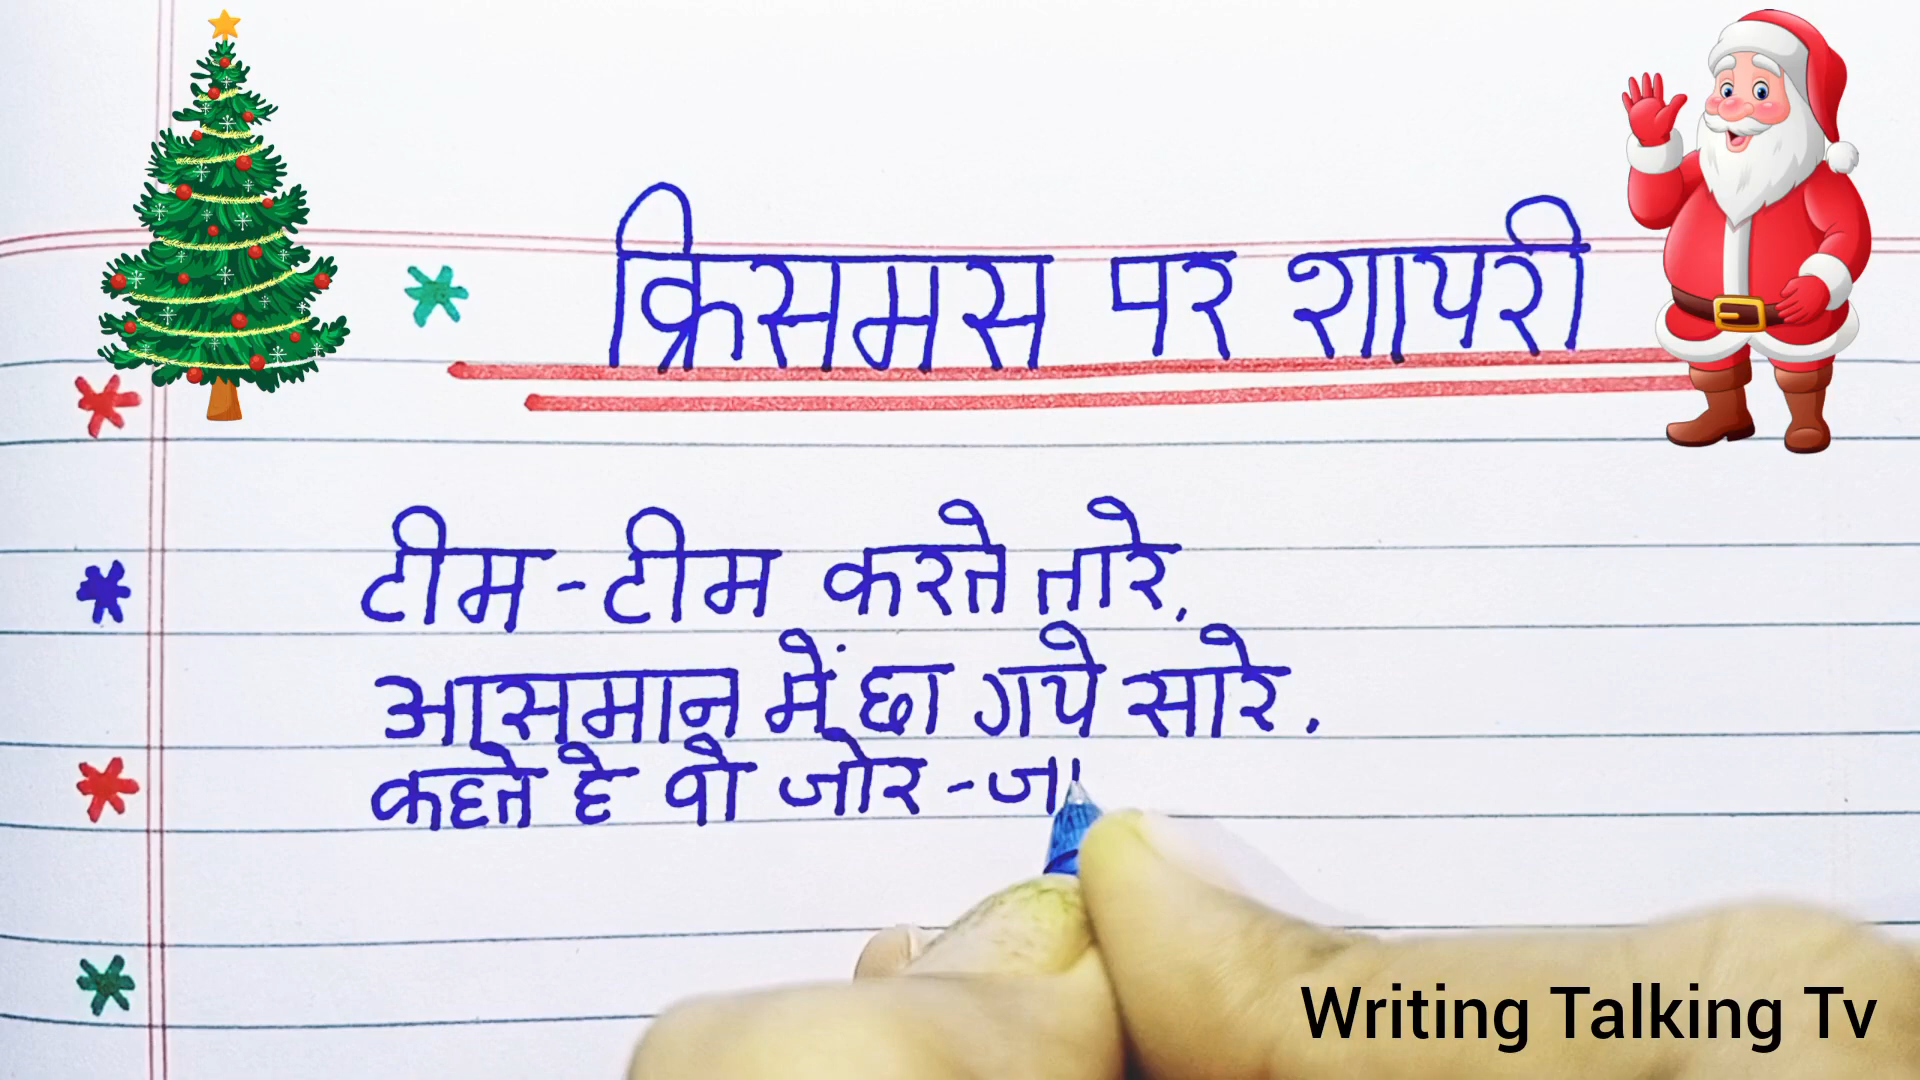 क्रिसमस पर शायरी
टीम-टीम करते तारे,
आसमान में छा गये सारे.
कहते हे वो जोर-जा
Writing Talking Tv